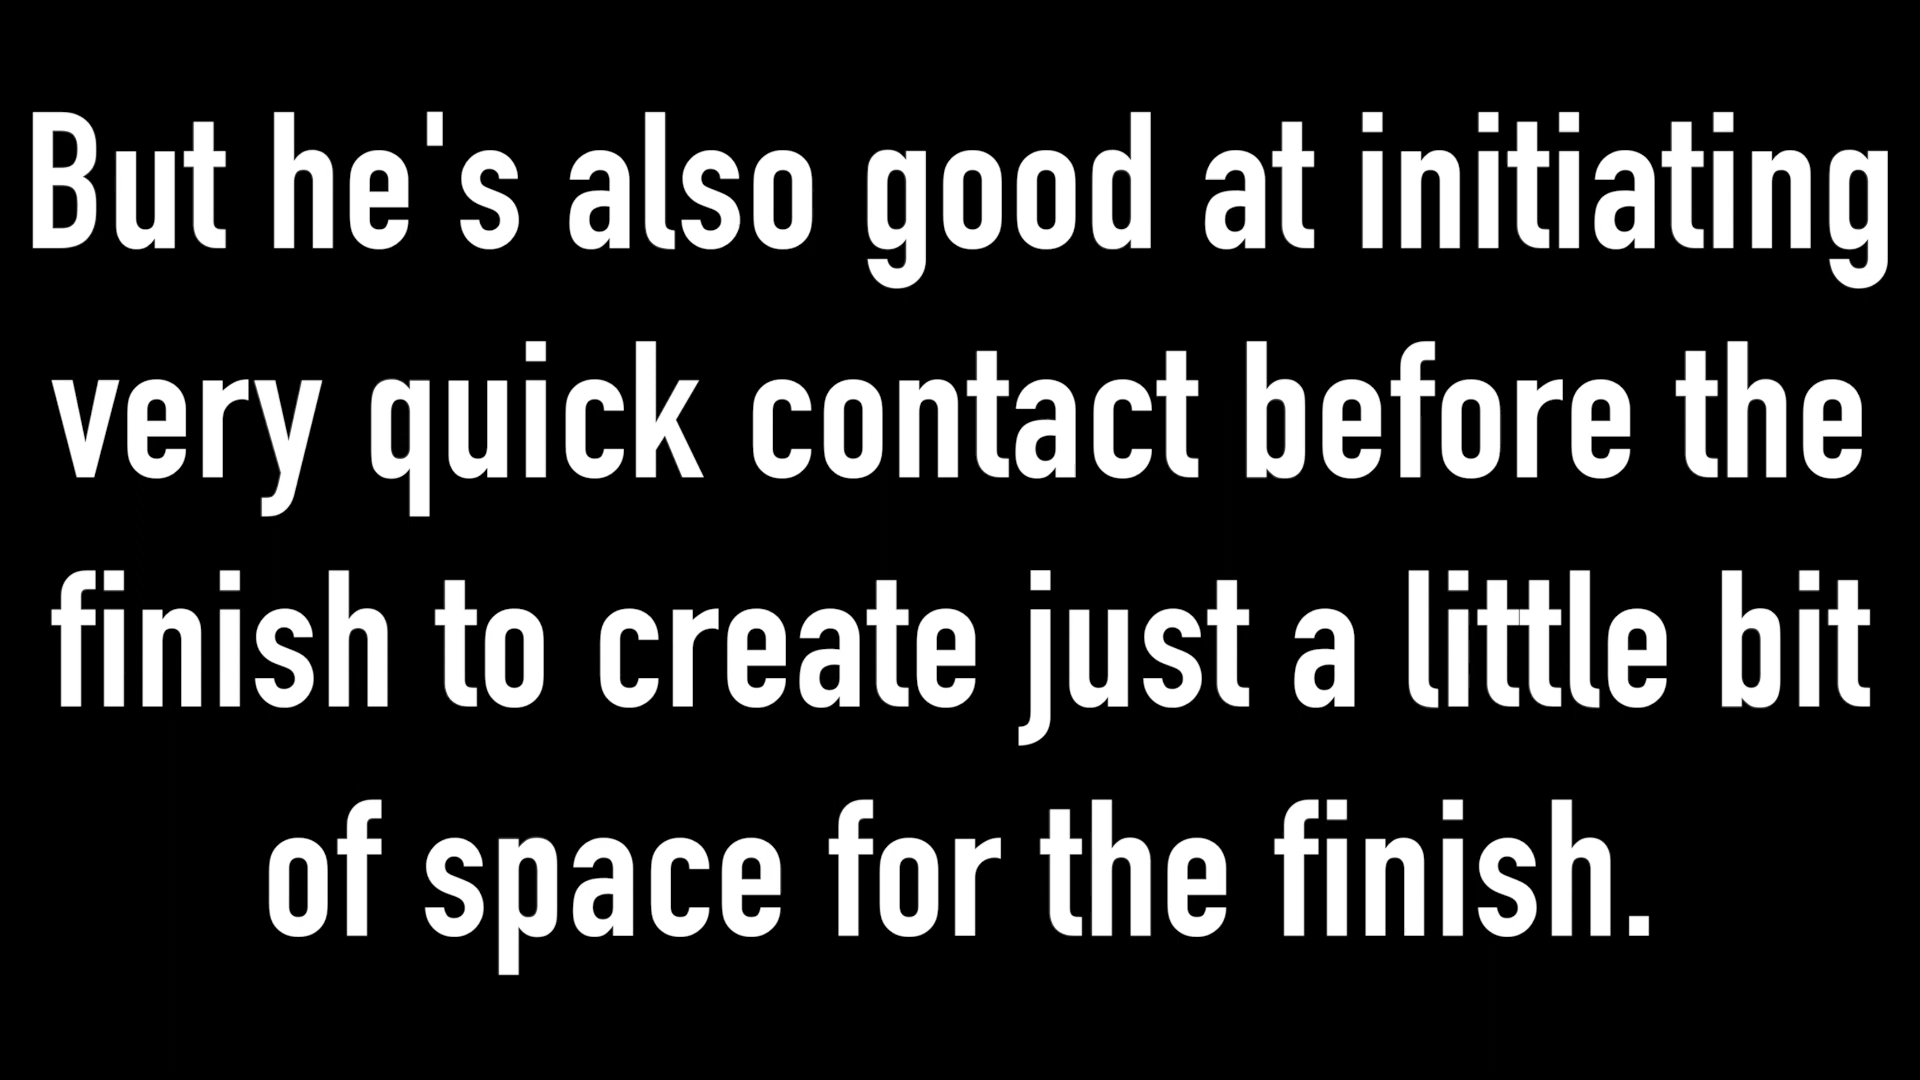 But he's also good at initiating
very quick contact before the
finish to create just a little bit
of space for the finish.